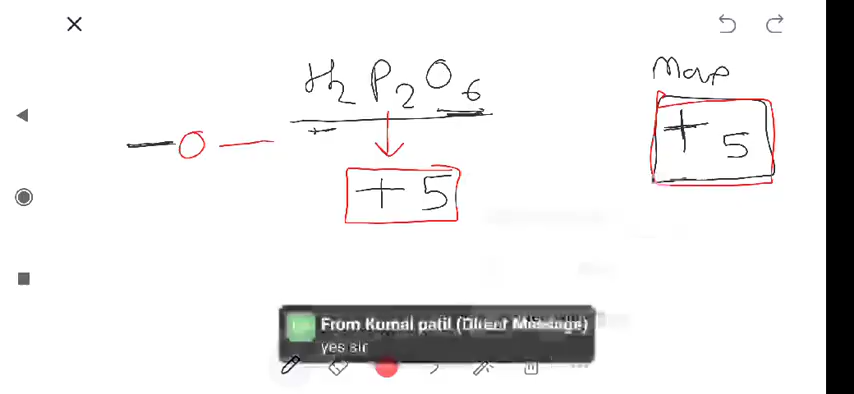 H2P2O6 Max
+ 5
-O- + 5
From Komal patil (Direct Message)
yes sir